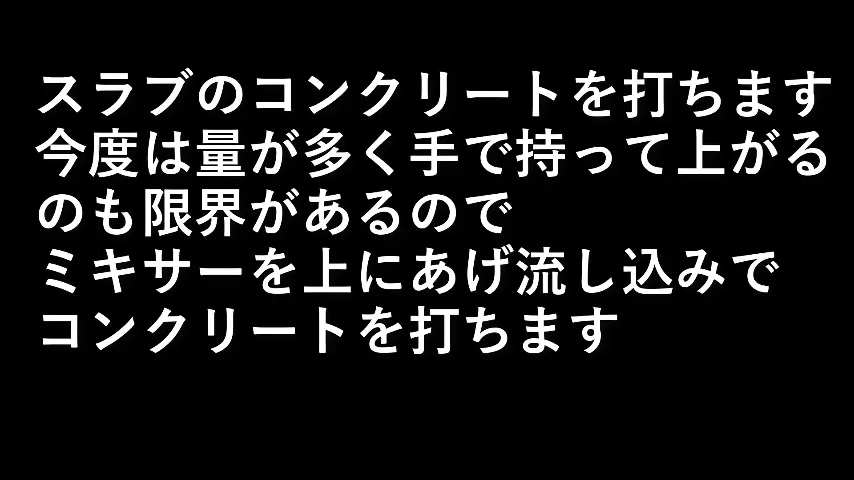 スラブのコンクリートを打ちます
今度は量が多く手で持って上がる
のも限界があるので
ミキサーを上にあげ流し込みで
コンクリートを打ちます